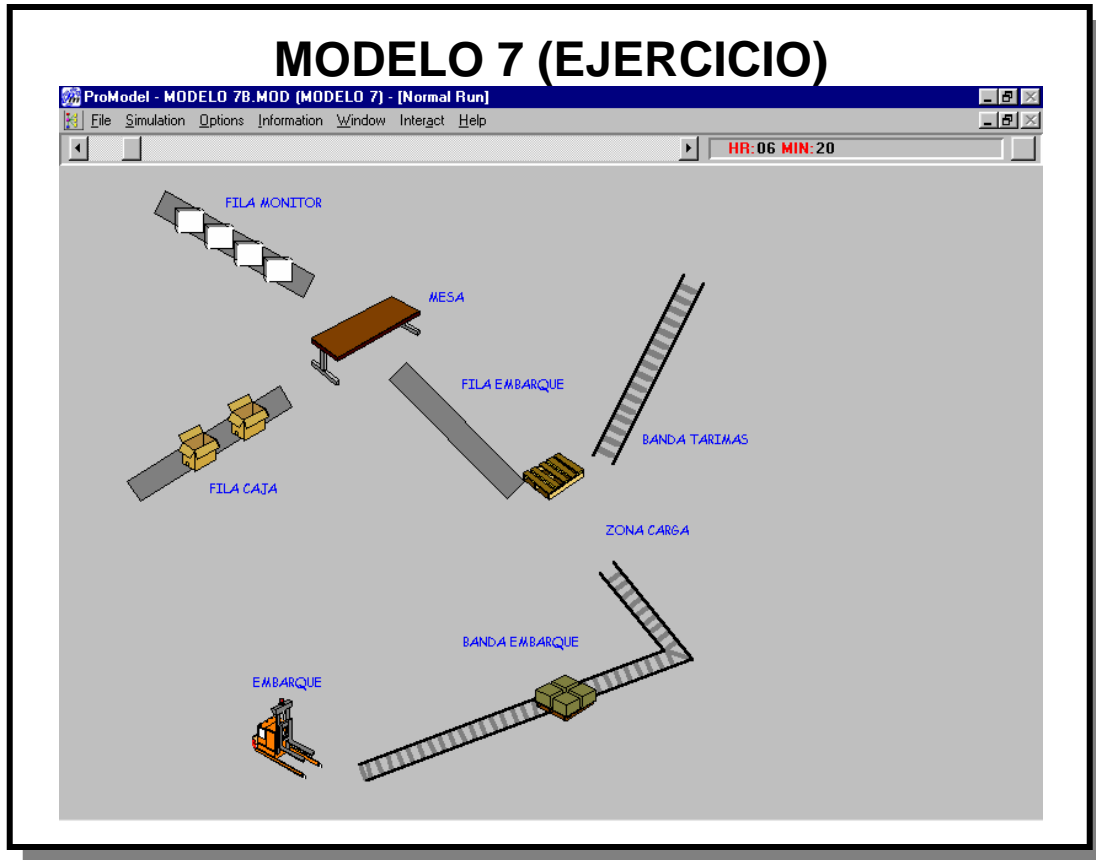 MODELO 7 (EJERCICIO)
ProModel - MODELO 7B.MOD (MODELO 7) - [Normal Run]
File Simulation Options Information Window Interact Help
HR:06 MIN:20
FILA MONITOR
MESA
FILA EMBARQUE
BANDA TARIMAS
FILA CAJA
ZONA CARGA
BANDA EMBARQUE
EMBARQUE